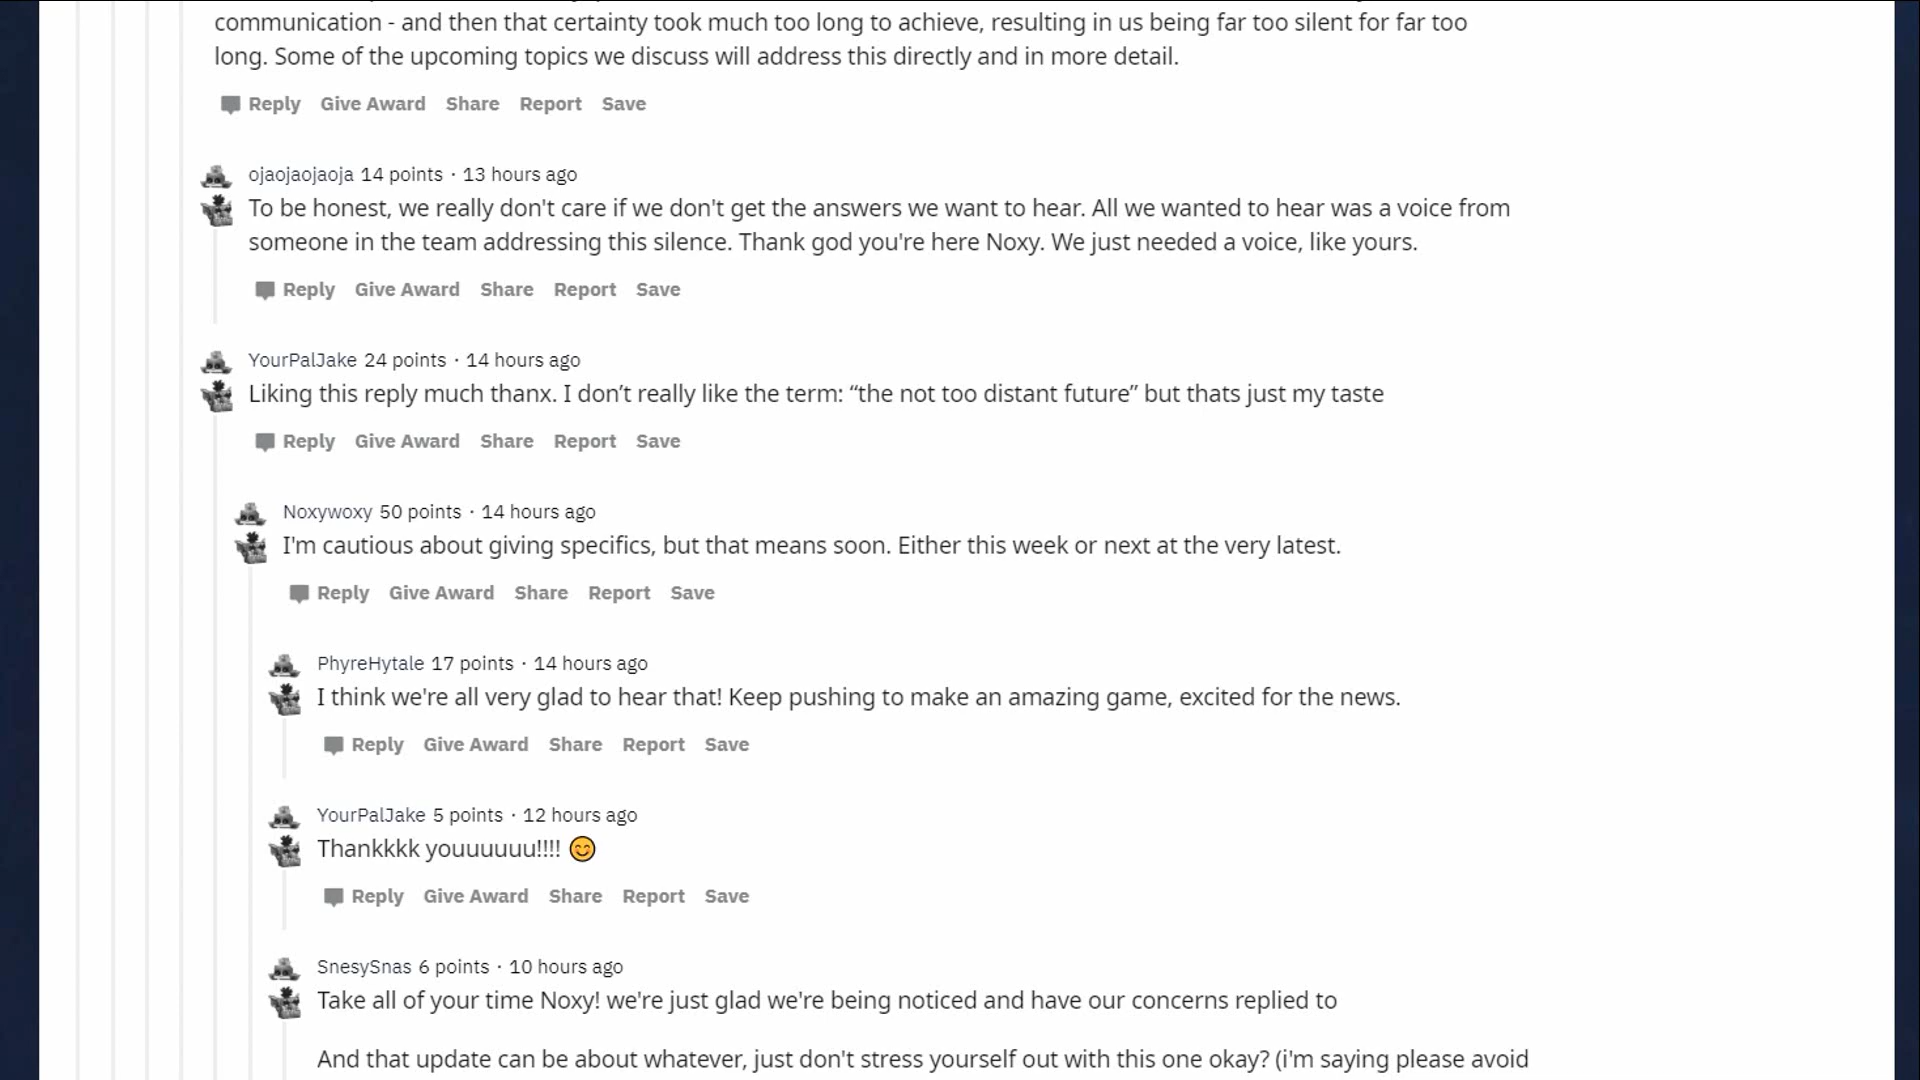 communication - and then that certainty took much too long to achieve, resulting in us being far too silent for far too
long. Some of the upcoming topics we discuss will address this directly and in more detail.
Reply Give Award Share Report Save
ojaojaojaoja 14 points · 13 hours ago
To be honest, we really don't care if we don't get the answers we want to hear. All we wanted to hear was a voice from
someone in the team addressing this silence. Thank god you're here Noxy. We just needed a voice, like yours.
Reply Give Award Share Report Save
YourPalJake 24 points · 14 hours ago
Liking this reply much thanx. I don’t really like the term: “the not too distant future” but thats just my taste
Reply Give Award Share Report Save
Noxywoxy 50 points · 14 hours ago
I'm cautious about giving specifics, but that means soon. Either this week or next at the very latest.
Reply Give Award Share Report Save
PhyreHytale 17 points · 14 hours ago
I think we're all very glad to hear that! Keep pushing to make an amazing game, excited for the news.
Reply Give Award Share Report Save
YourPalJake 5 points · 12 hours ago
Thankkkk youuuuuu!!!! 😊
Reply Give Award Share Report Save
SnesySnas 6 points · 10 hours ago
Take all of your time Noxy! we're just glad we're being noticed and have our concerns replied to
And that update can be about whatever, just don't stress yourself out with this one okay? (i'm saying please avoid